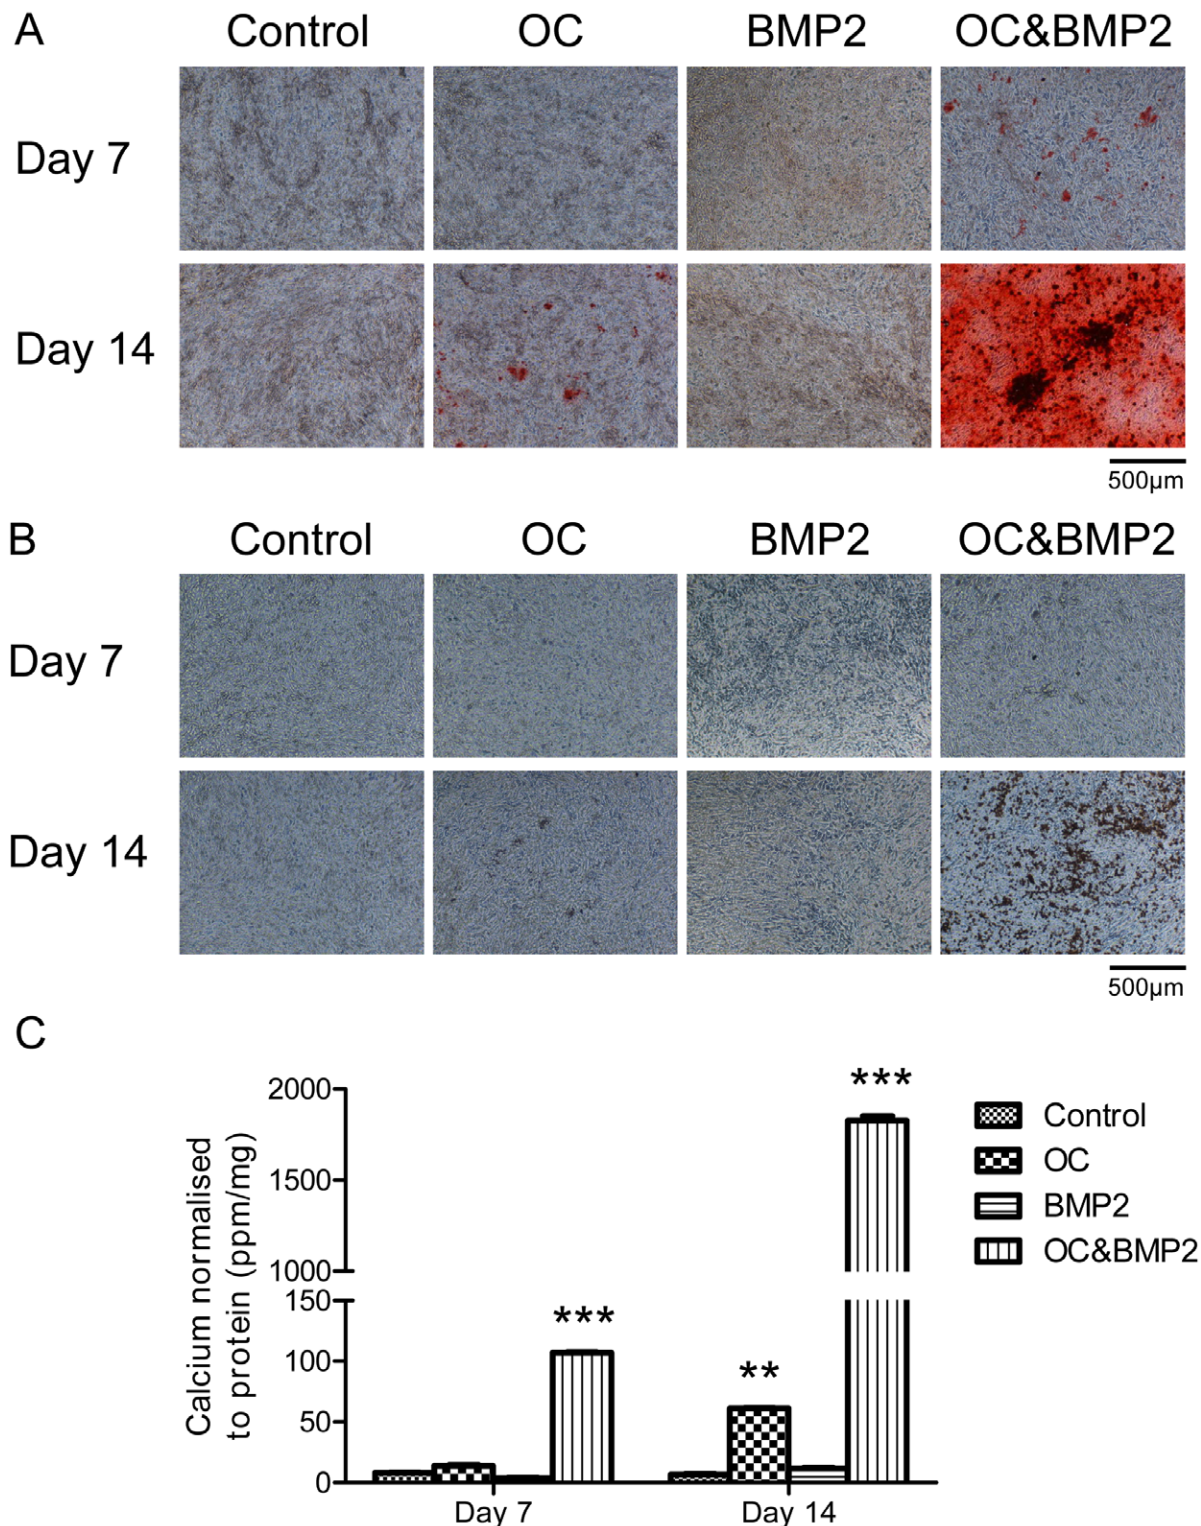 A
Control OC BMP2 OC&BMP2
Day 7
Day 14
500µm
B
Control OC BMP2 OC&BMP2
Day 7
Day 14
500µm
C
Calcium normalised
to protein (ppm/mg)
2000
1500
1000
150
100
50
0
***
**
***
Day 7 Day 14
Control
OC
BMP2
OC&BMP2